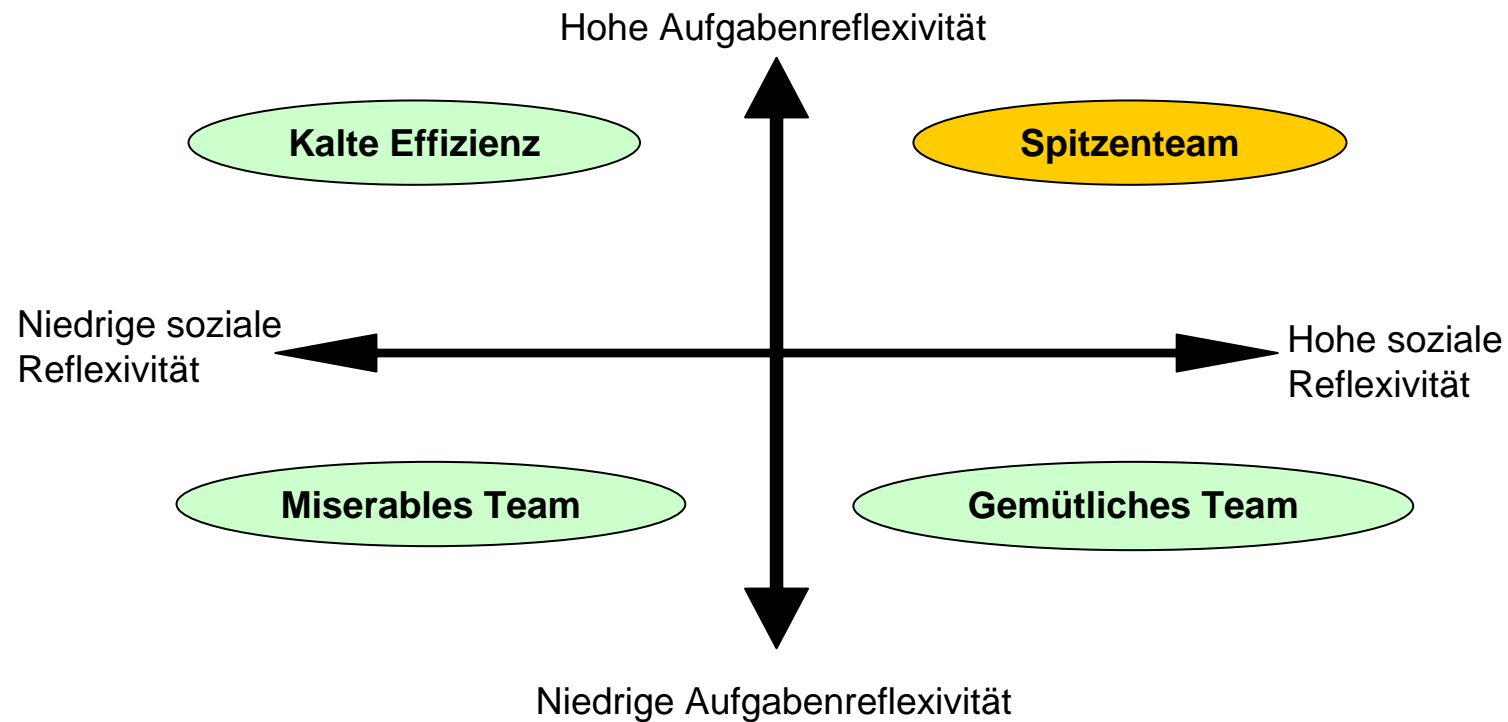 Hohe Aufgabenreflexivität
Kalte Effizienz
Spitzenteam
Niedrige soziale
Reflexivität
Hohe soziale
Reflexivität
Miserables Team
Gemütliches Team
Niedrige Aufgabenreflexivität